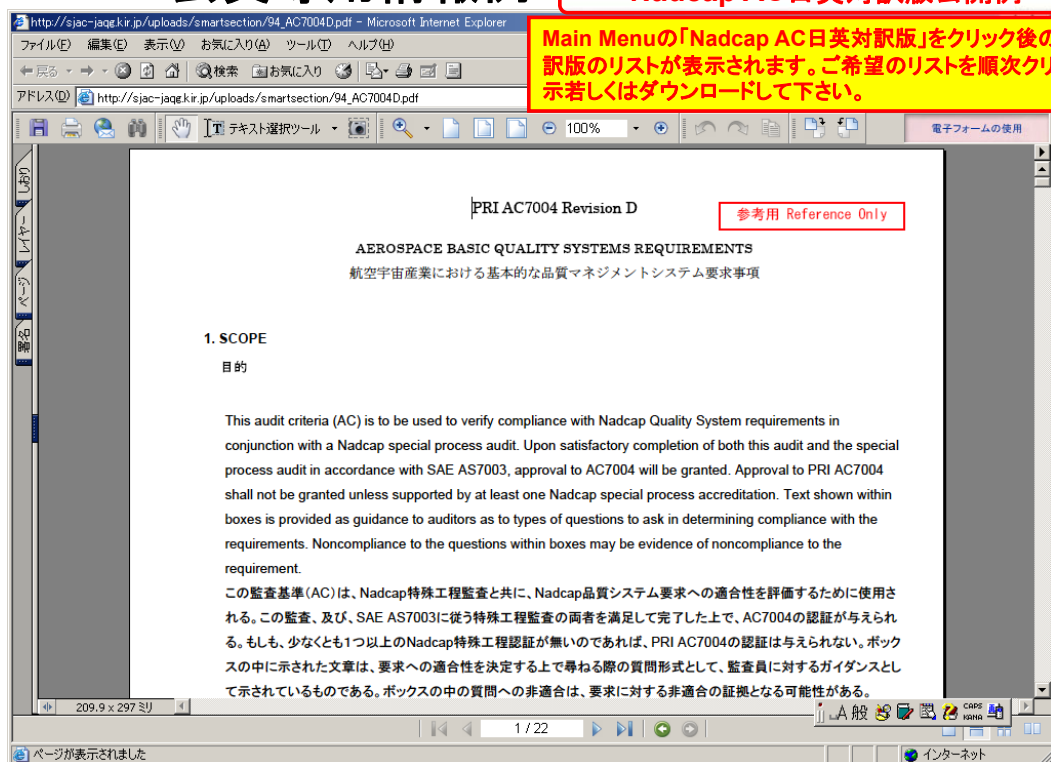 Nadcap AC日英対訳版公開例
http://sjac-jaqg.kir.jp/uploads/smartsection/94_AC7004D.pdf - Microsoft Internet Explorer
Main Menuの「Nadcap AC日英対訳版」をクリック後の
訳版のリストが表示されます。ご希望のリストを順次クリ
示若しくはダウンロードして下さい。
ファイル(F) 編集(E) 表示(V) お気に入り(A) ツール(T) ヘルプ(H)
戻る 検索 お気に入り
アドレス(D) http://sjac-jaqg.kir.jp/uploads/smartsection/94_AC7004D.pdf
テキスト選択ツール 100% 電子フォームの使用
しおり
レイヤー
ページ
署名
PRI AC7004 Revision D
参考用 Reference Only
AEROSPACE BASIC QUALITY SYSTEMS REQUIREMENTS
航空宇宙産業における基本的な品質マネジメントシステム要求事項
1. SCOPE
目的
This audit criteria (AC) is to be used to verify compliance with Nadcap Quality System requirements in
conjunction with a Nadcap special process audit. Upon satisfactory completion of both this audit and the special
process audit in accordance with SAE AS7003, approval to AC7004 will be granted. Approval to PRI AC7004
shall not be granted unless supported by at least one Nadcap special process accreditation. Text shown within
boxes is provided as guidance to auditors as to types of questions to ask in determining compliance with the
requirements. Noncompliance to the questions within boxes may be evidence of noncompliance to the
requirement.
この監査基準(AC)は、Nadcap特殊工程監査と共に、Nadcap品質システム要求への適合性を評価するために使用さ
れる。この監査、及び、SAE AS7003に従う特殊工程監査の両者を満足して完了した上で、AC7004の認証が与えられ
る。もしも、少なくとも1つ以上のNadcap特殊工程認証が無いのであれば、PRI AC7004の認証は与えられない。ボック
スの中に示された文章は、要求への適合性を決定する上で尋ねる際の質問形式として、監査員に対するガイダンスとし
て示されているものである。ボックスの中の質問への非適合は、要求に対する非適合の証拠となる可能性がある。
209.9 x 297 ミリ
A 般 CAPS KANA
1 / 22
ページが表示されました インターネット